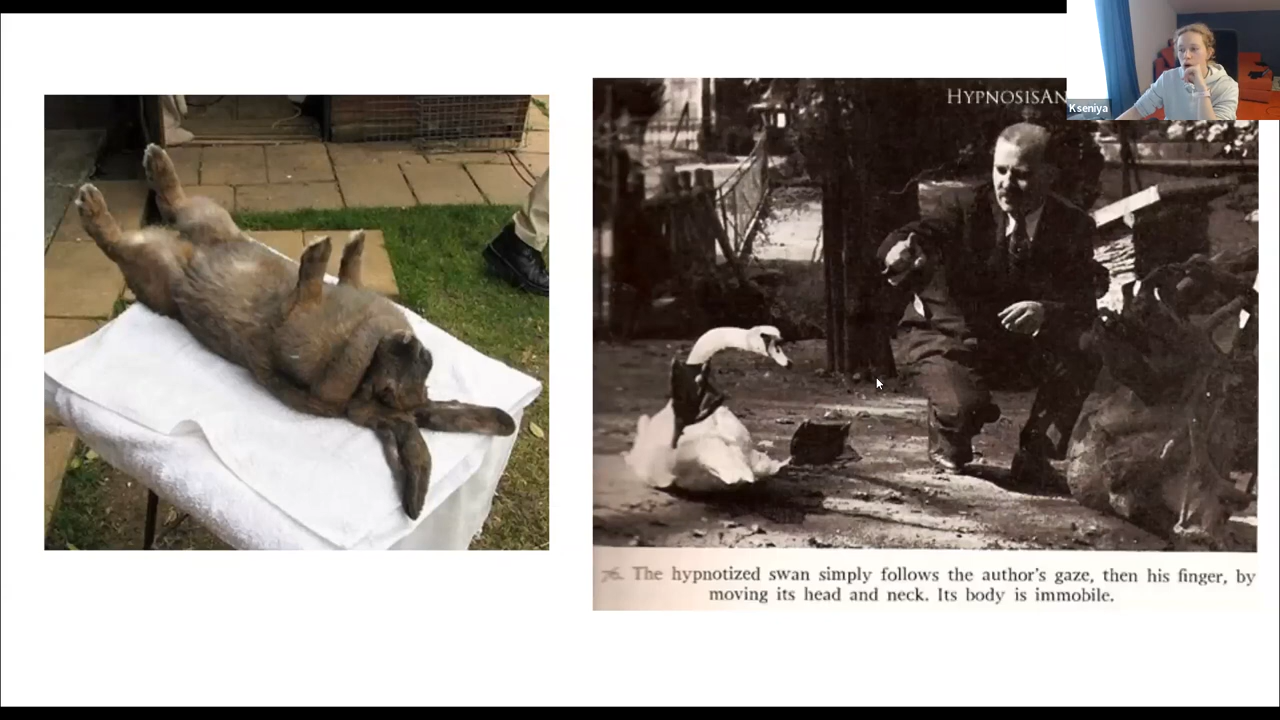 HYPNOSISAN
Kseniya
76. The hypnotized swan simply follows the author's gaze, then his finger, by
moving its head and neck. Its body is immobile.